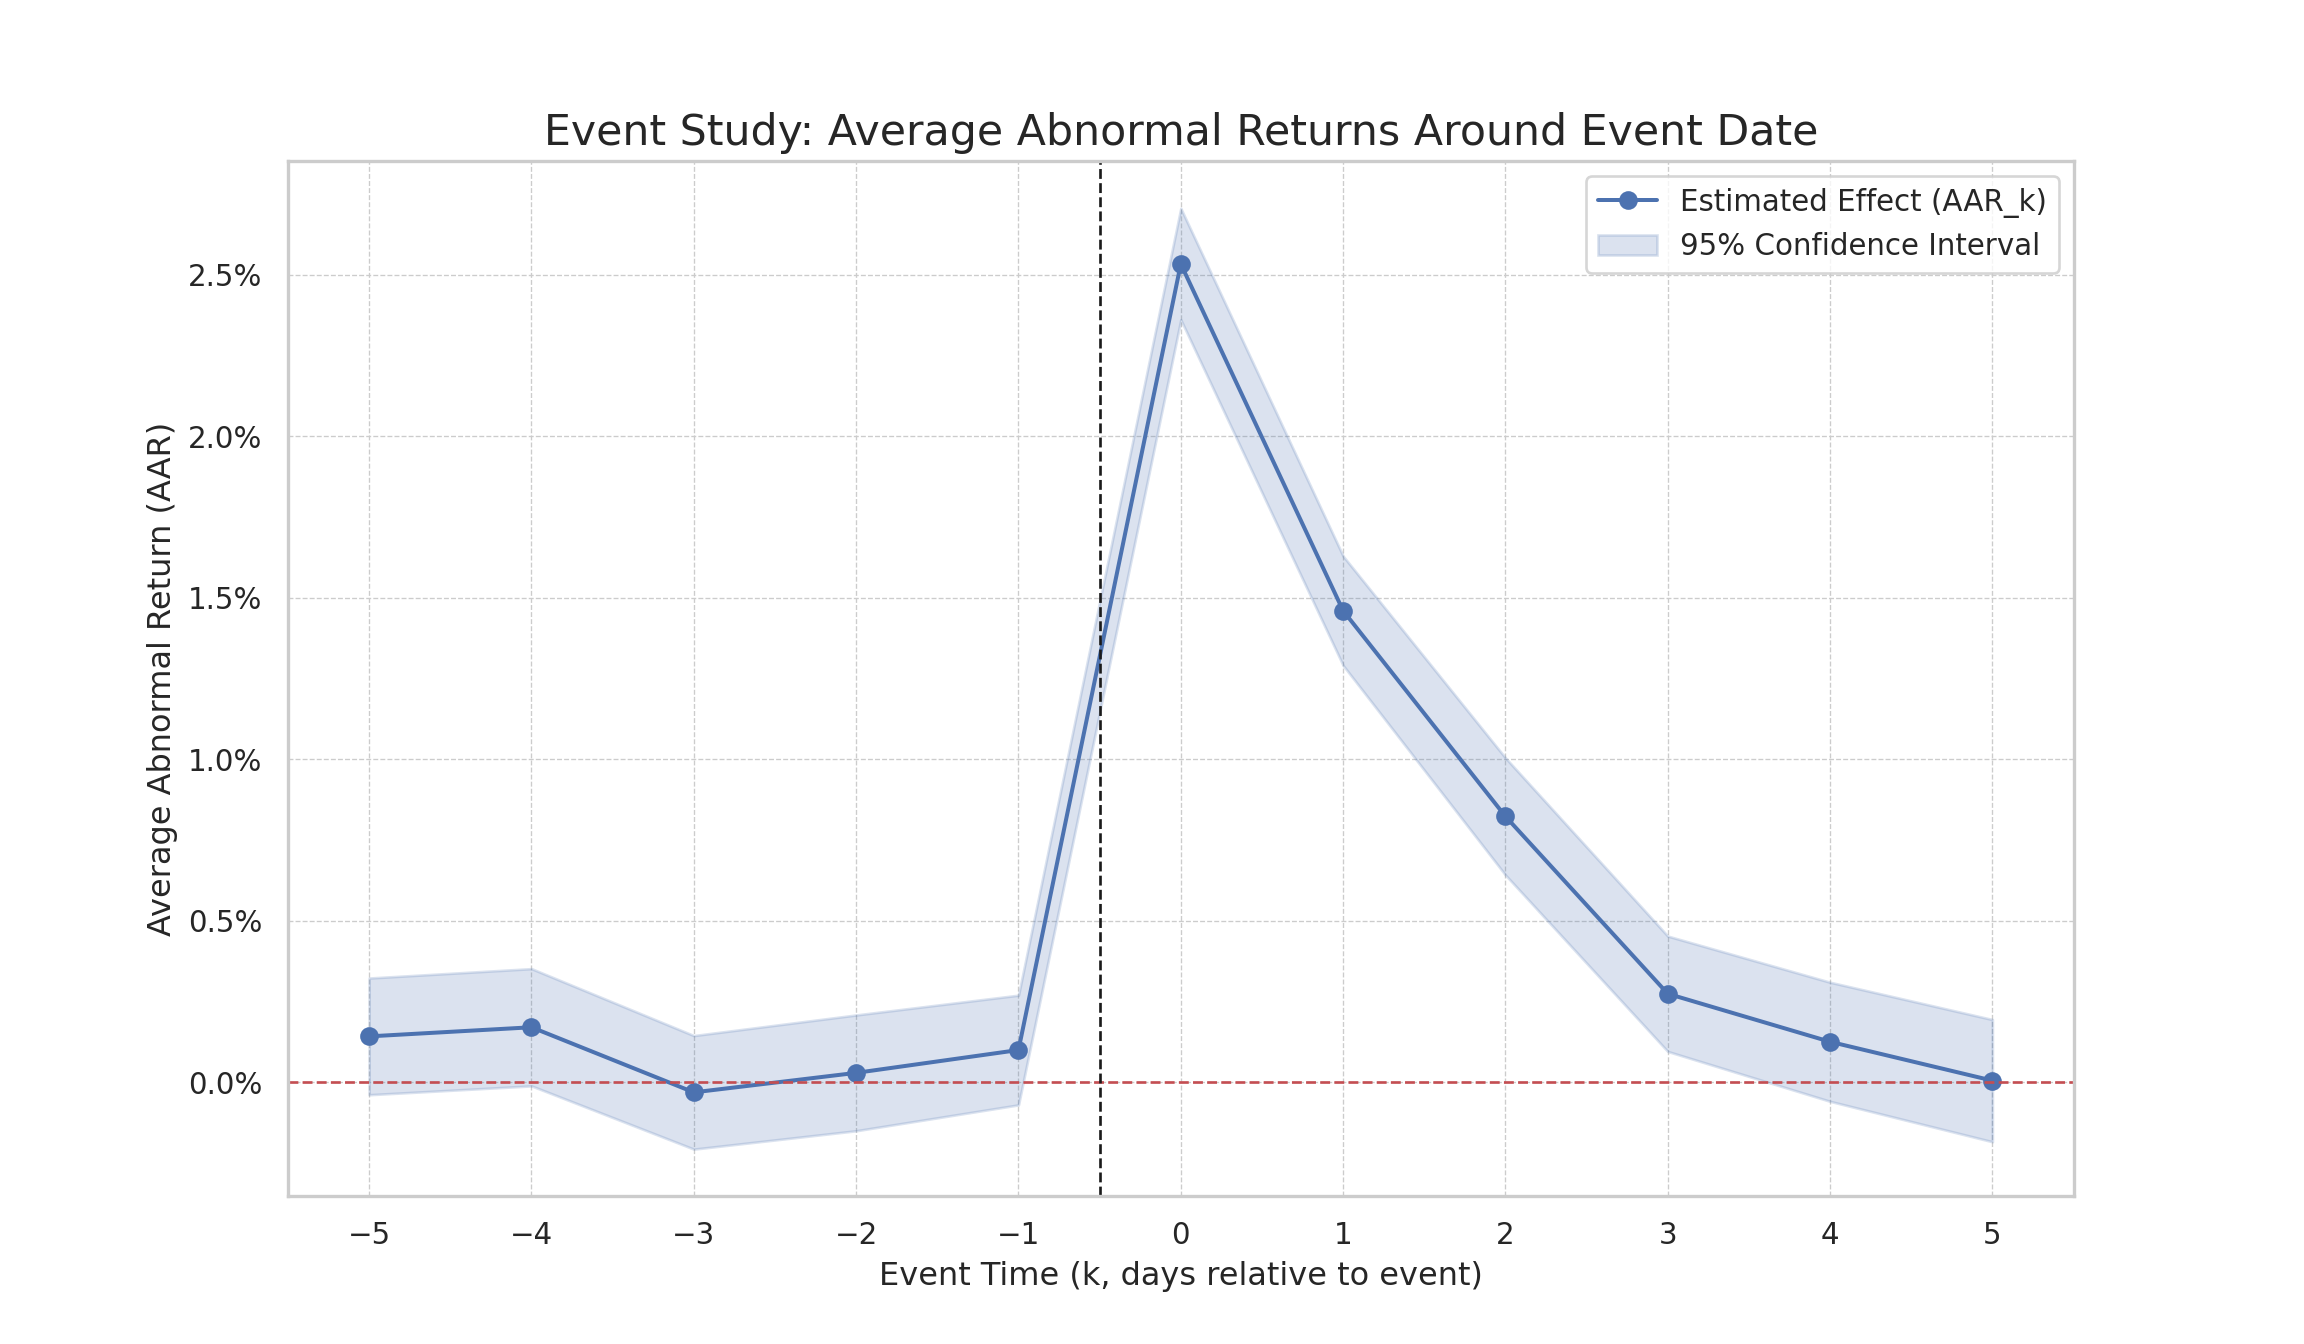 Event Study: Average Abnormal Returns Around Event Date
Estimated Effect (AAR_k)
95% Confidence Interval
Average Abnormal Return (AAR)
2.5%
2.0%
1.5%
1.0%
0.5%
0.0%
−5 −4 −3 −2 −1 0 1 2 3 4 5
Event Time (k, days relative to event)